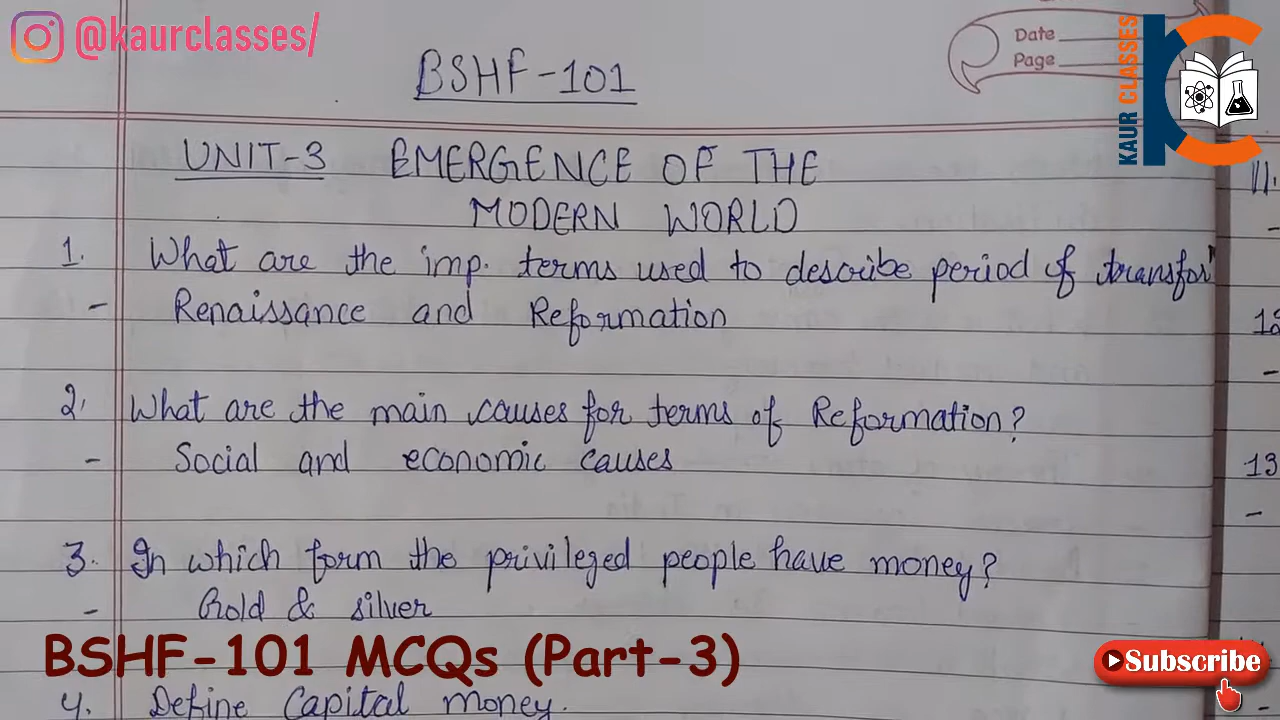 @kaurclasses/
BSHF-101
Date
Page
KAUR CLASSES
UNIT-3 EMERGENCE OF THE
MODERN WORLD
1. What are the imp. terms used to describe period of transforⁿ
- Renaissance and Reformation
2. What are the main causes for terms of Reformation?
- Social and economic causes
3. In which form the privileged people have money?
- Gold & silver
4. Define Capital money.
BSHF-101 MCQs (Part-3)
Subscribe
11.
-
-
13
-